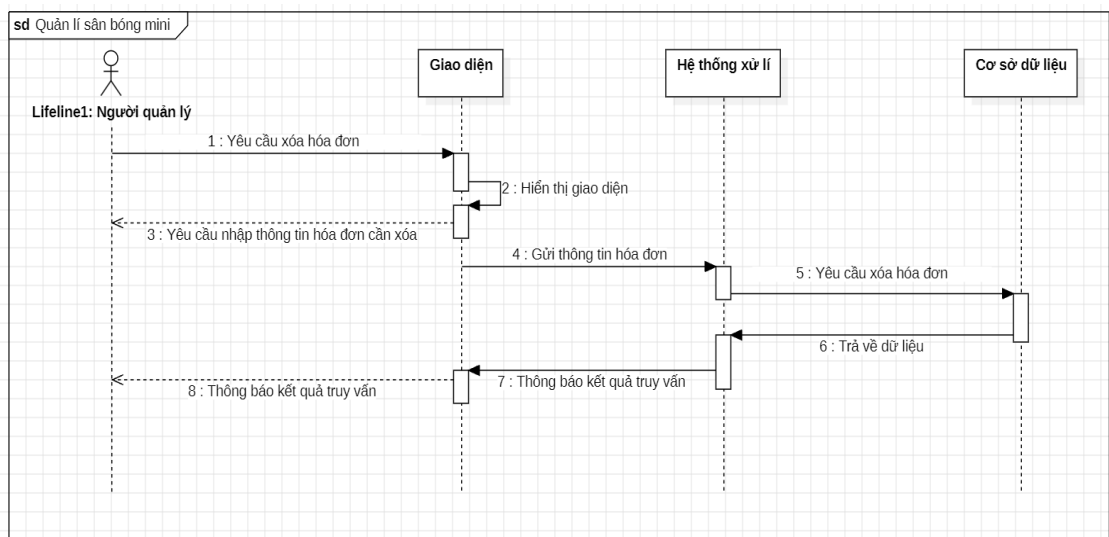 sd Quản lí sân bóng mini
Giao diện
Hệ thống xử lí
Cơ sở dữ liệu
Lifeline1: Người quản lý
1 : Yêu cầu xóa hóa đơn
2 : Hiển thị giao diện
3 : Yêu cầu nhập thông tin hóa đơn cần xóa
4 : Gửi thông tin hóa đơn
5 : Yêu cầu xóa hóa đơn
6 : Trả về dữ liệu
7 : Thông báo kết quả truy vấn
8 : Thông báo kết quả truy vấn